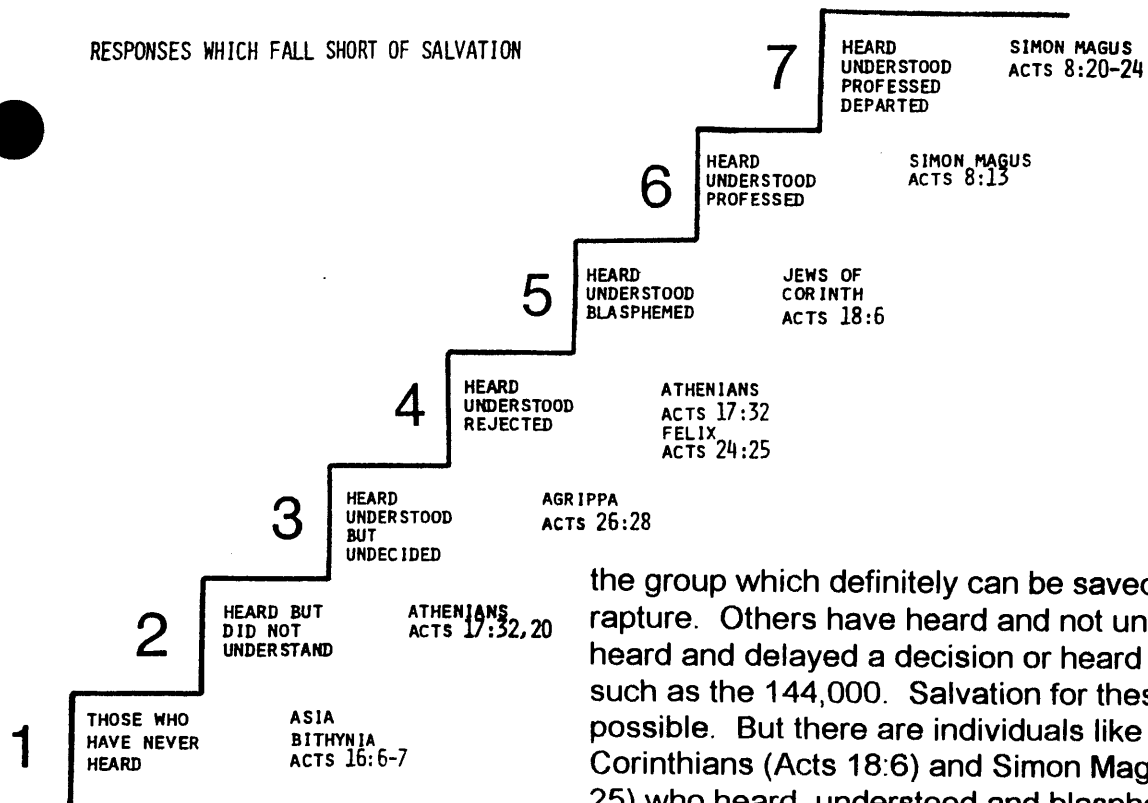 RESPONSES WHICH FALL SHORT OF SALVATION
7
HEARD
UNDERSTOOD
PROFESSED
DEPARTED
SIMON MAGUS
ACTS 8:20-24
6
HEARD
UNDERSTOOD
PROFESSED
SIMON MAGUS
ACTS 8:13
5
HEARD
UNDERSTOOD
BLASPHEMED
JEWS OF
CORINTH
ACTS 18:6
4
HEARD
UNDERSTOOD
REJECTED
ATHENIANS
ACTS 17:32
FELIX
ACTS 24:25
3
HEARD
UNDERSTOOD
BUT
UNDECIDED
AGRIPPA
ACTS 26:28
2
HEARD BUT
DID NOT
UNDERSTAND
ATHENIANS
ACTS 17:32,20
1
THOSE WHO
HAVE NEVER
HEARD
ASIA
BITHYNIA
ACTS 16:6-7
the group which definitely can be saved
rapture. Others have heard and not un
heard and delayed a decision or heard
such as the 144,000. Salvation for thes
possible. But there are individuals like
Corinthians (Acts 18:6) and Simon Mag
25) who heard, understood and